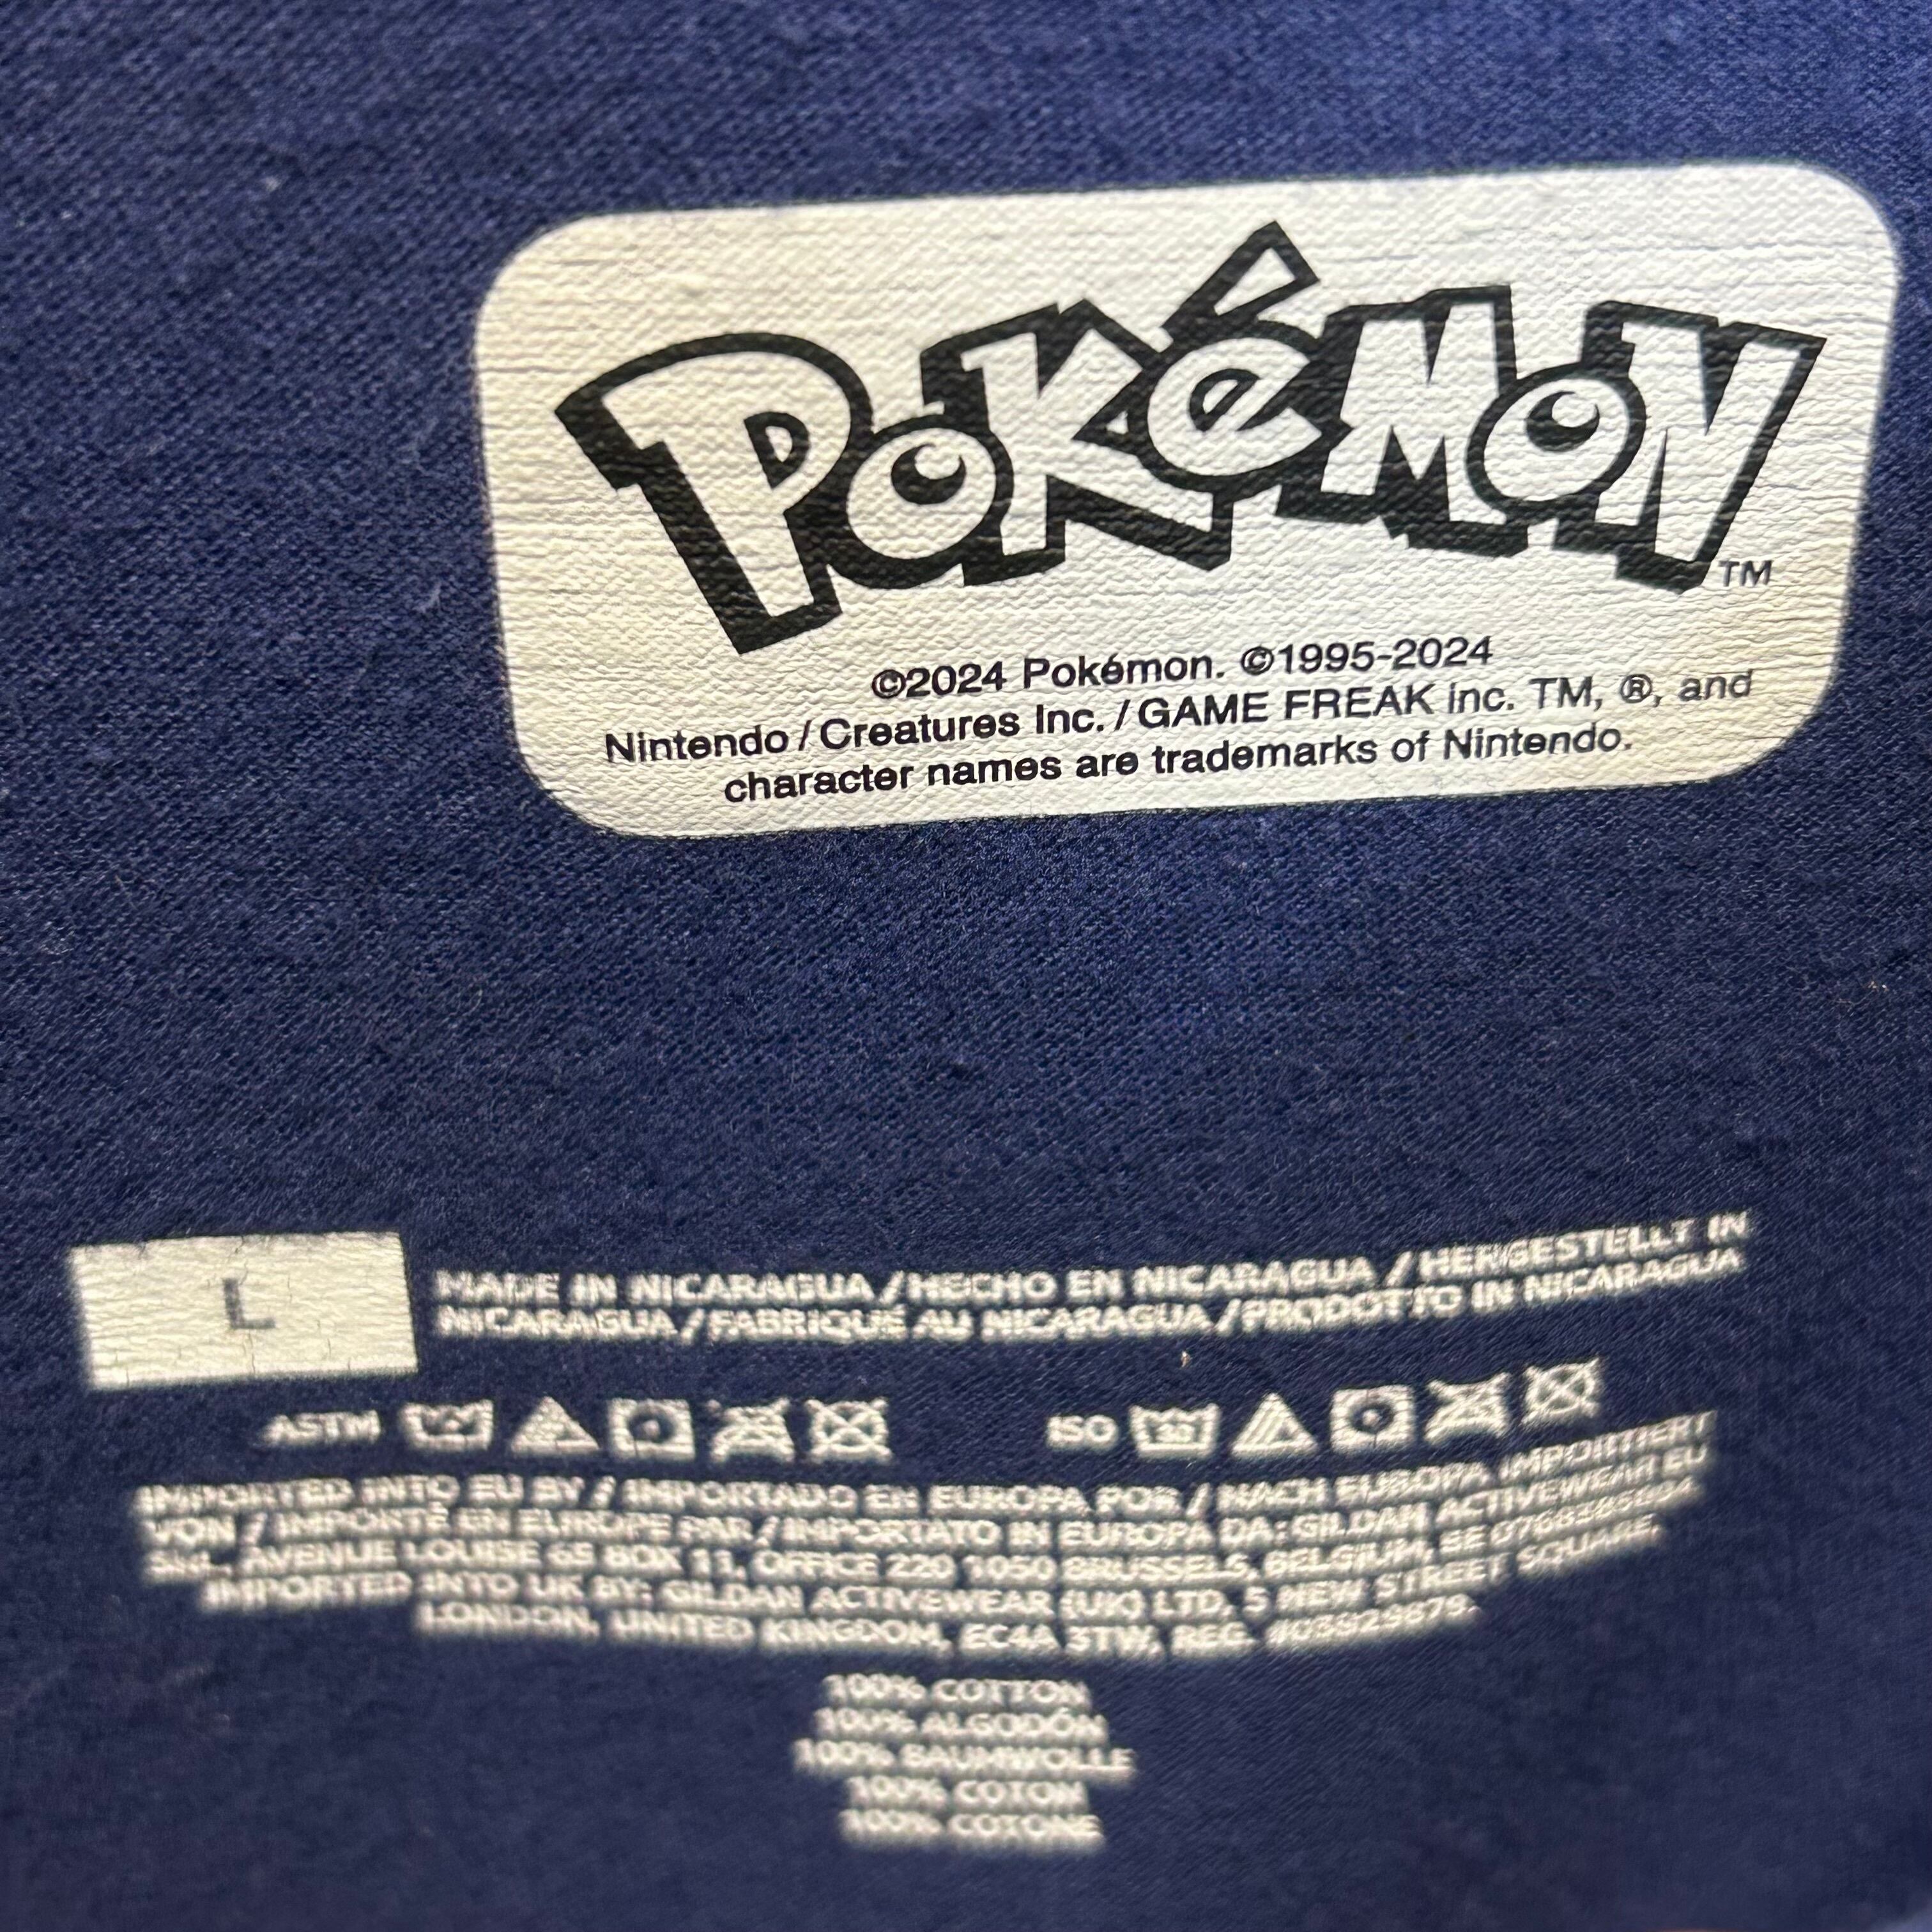 POKéMON TM
©2024 Pokémon. ©1995-2024
Nintendo / Creatures Inc. / GAME FREAK inc. TM, ®, and
character names are trademarks of Nintendo.
L
MADE IN NICARAGUA / HECHO EN NICARAGUA / HERGESTELLT IN
NICARAGUA / FABRIQUÉ AU NICARAGUA / PRODOTTO IN NICARAGUA
ASTM
ISO 30
IMPORTED INTO EU BY / IMPORTADO EN EUROPA POR / NACH EUROPA IMPORTIERT
VON / IMPORTÉ EN EUROPE PAR / IMPORTATO IN EUROPA DA: GILDAN ACTIVEWEAR EU
SRL, AVENUE LOUISE 65 BOX 11, OFFICE 220 1050 BRUSSELS, BELGIUM, BE
IMPORTED INTO UK BY: GILDAN ACTIVEWEAR (UK) LTD, 5 NEW STREET SQUARE,
LONDON, UNITED KINGDOM, EC4A 3TW, REG.
100% COTTON
100% ALGODÓN
100% BAUMWOLLE
100% COTON
100% COTONE